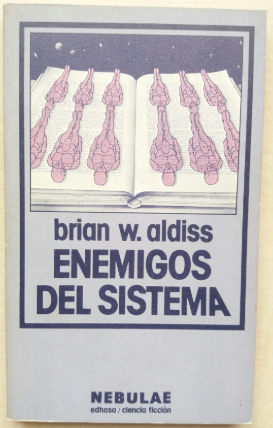 brian w. aldiss
ENEMIGOS
DEL SISTEMA
NEBULAE
edhasa / ciencia ficción